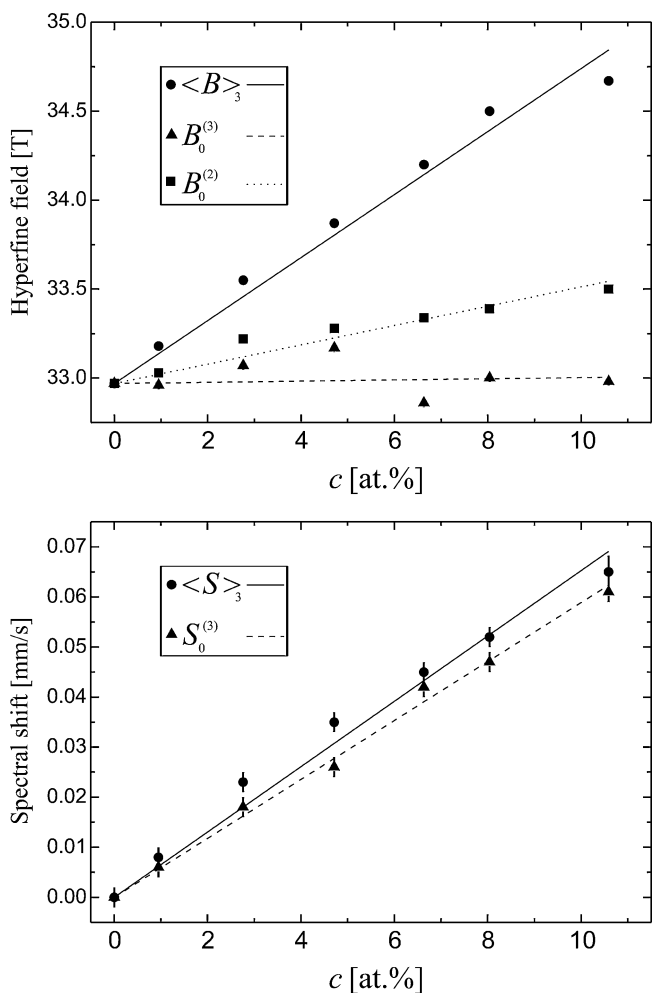 35.0
<B>₃
B₀⁽³⁾
B₀⁽²⁾
34.5
34.0
33.5
33.0
Hyperfine field [T]
0 2 4 6 8 10
c [at.%]
0.07
<S>₃
S₀⁽³⁾
0.06
0.05
0.04
0.03
0.02
0.01
0.00
Spectral shift [mm/s]
0 2 4 6 8 10
c [at.%]